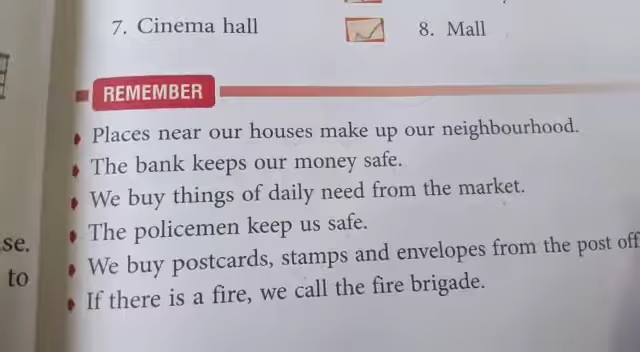 7. Cinema hall 8. Mall
REMEMBER
Places near our houses make up our neighbourhood.
The bank keeps our money safe.
We buy things of daily need from the market.
The policemen keep us safe.
se.
We buy postcards, stamps and envelopes from the post off
to
If there is a fire, we call the fire brigade.